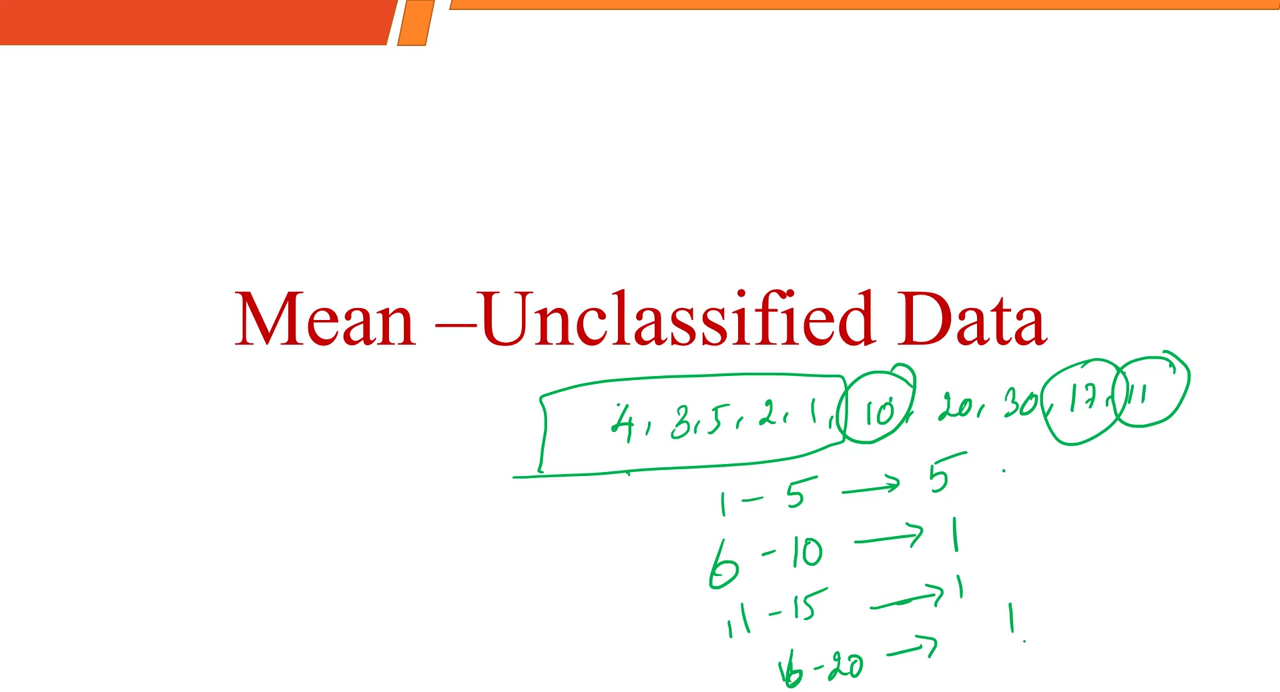 Mean –Unclassified Data
4, 3, 5, 2, 1, 10, 20, 30, 17, 11
1 - 5 → 5
6 - 10 → 1
11 - 15 → 1
16 - 20 → 1